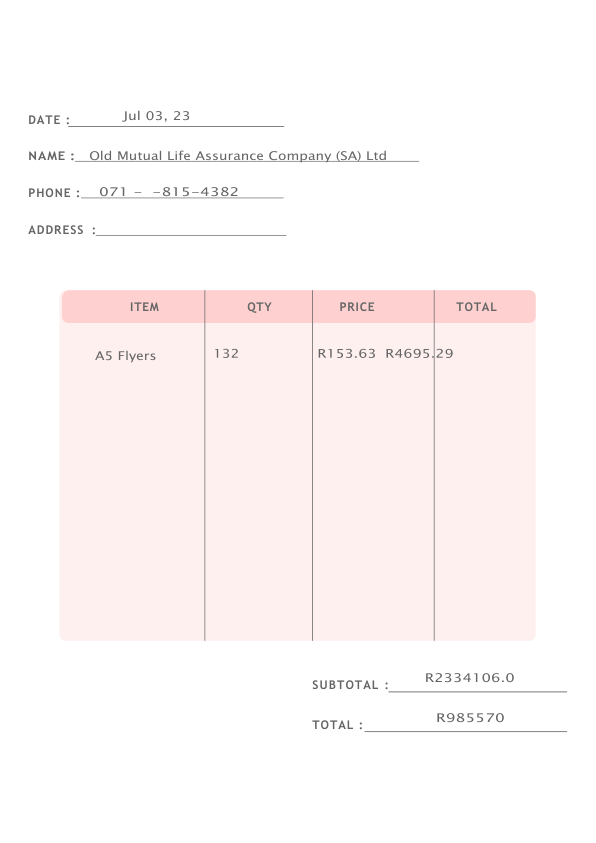 DATE : Jul 03, 23
NAME : Old Mutual Life Assurance Company (SA) Ltd
PHONE : 071 – –815–4382
ADDRESS :
ITEM QTY PRICE TOTAL
A5 Flyers 132 R153.63 R4695.29
SUBTOTAL : R2334106.0
TOTAL : R985570